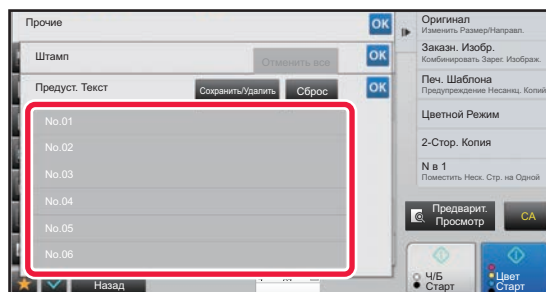 Прочие
OK
Штамп
Отменить все
OK
Предуст. Текст
Сохранить/Удалить
Сброс
OK
No.01
No.02
No.03
No.04
No.05
No.06
Назад
Оригинал
Изменить Размер/Направл.
Заказн. Изобр.
Комбинировать Зарег. Изображ.
Печ. Шаблона
Предупреждение Несанкц. Копий
Цветной Режим
2-Стор. Копия
N в 1
Поместить Неск. Стр. на Одной
Предварит.
Просмотр
CA
Ч/Б
Старт
Цвет
Старт